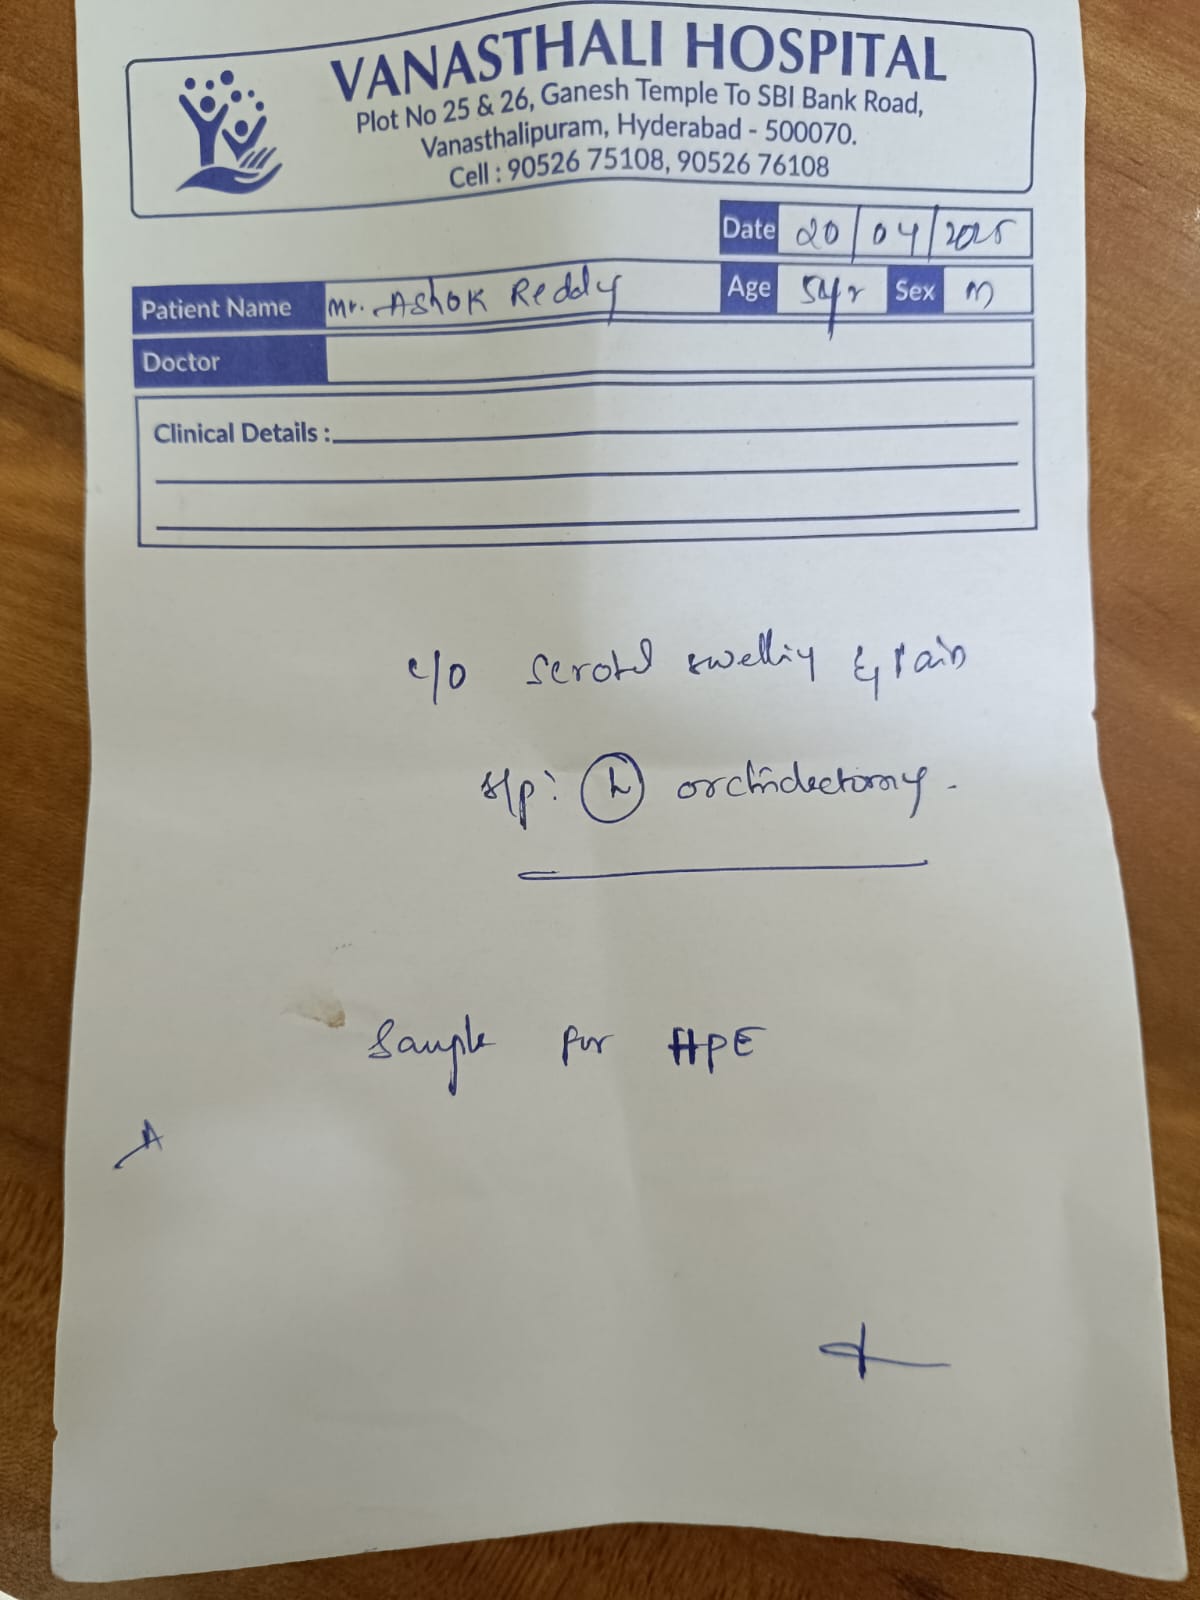 VANASTHALI HOSPITAL
Plot No 25 & 26, Ganesh Temple To SBI Bank Road,
Vanasthalipuram, Hyderabad - 500070.
Cell : 90526 75108, 90526 76108
Date 20/04/2025
Patient Name Mr. Ashok Reddy Age 54yr Sex M
Doctor
Clinical Details :
c/o scrotal swelling & pain
s/p: L orchidectomy.
Sample for HPE